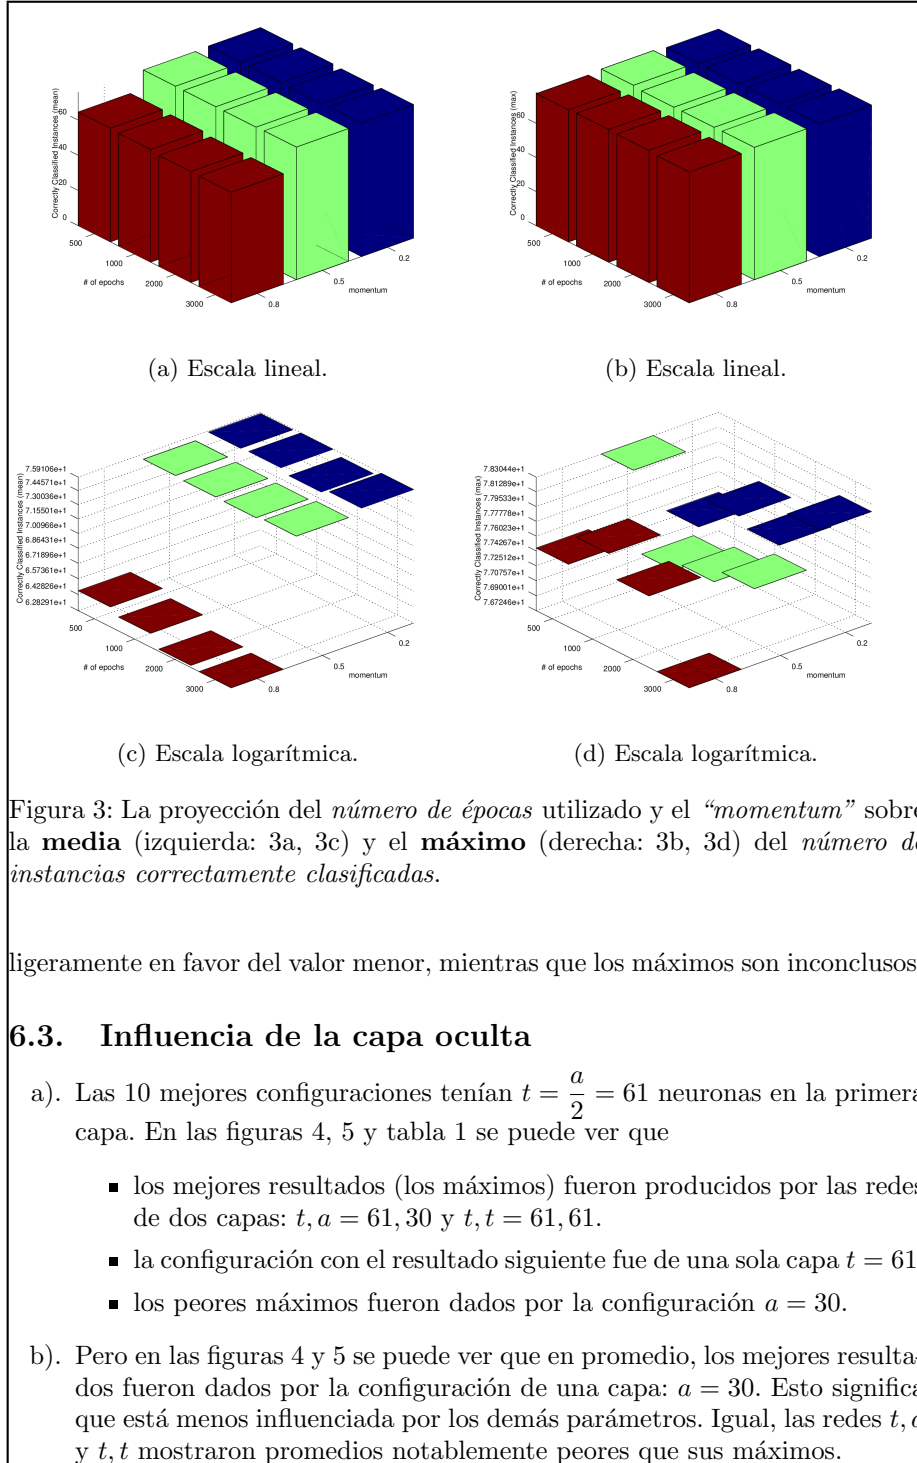 Correctly Classified Instances (mean)
60
40
20
0
500
1000
2000
3000
# of epochs
0.8
0.5
0.2
momentum
Correctly Classified Instances (max)
60
40
20
0
500
1000
2000
3000
# of epochs
0.8
0.5
0.2
momentum
(a) Escala lineal.
(b) Escala lineal.
Correctly Classified Instances (mean)
7.59106e+1
7.44571e+1
7.30036e+1
7.15501e+1
7.00966e+1
6.86431e+1
6.71896e+1
6.57361e+1
6.42826e+1
6.28291e+1
500
1000
2000
3000
# of epochs
0.8
0.5
0.2
momentum
Correctly Classified Instances (max)
7.83044e+1
7.81289e+1
7.79533e+1
7.77778e+1
7.76023e+1
7.74267e+1
7.72512e+1
7.70757e+1
7.69001e+1
7.67246e+1
500
1000
2000
3000
# of epochs
0.8
0.5
0.2
momentum
(c) Escala logarítmica.
(d) Escala logarítmica.
Figura 3: La proyección del número de épocas utilizado y el “momentum” sobre
la media (izquierda: 3a, 3c) y el máximo (derecha: 3b, 3d) del número de
instancias correctamente clasificadas.
ligeramente en favor del valor menor, mientras que los máximos son inconclusos
6.3. Influencia de la capa oculta
a). Las 10 mejores configuraciones tenían t = a/2 = 61 neuronas en la primera
capa. En las figuras 4, 5 y tabla 1 se puede ver que
▪ los mejores resultados (los máximos) fueron producidos por las redes
de dos capas: t, a = 61, 30 y t, t = 61, 61.
▪ la configuración con el resultado siguiente fue de una sola capa t = 61
▪ los peores máximos fueron dados por la configuración a = 30.
b). Pero en las figuras 4 y 5 se puede ver que en promedio, los mejores resulta-
dos fueron dados por la configuración de una capa: a = 30. Esto significa
que está menos influenciada por los demás parámetros. Igual, las redes t, a
y t, t mostraron promedios notablemente peores que sus máximos.